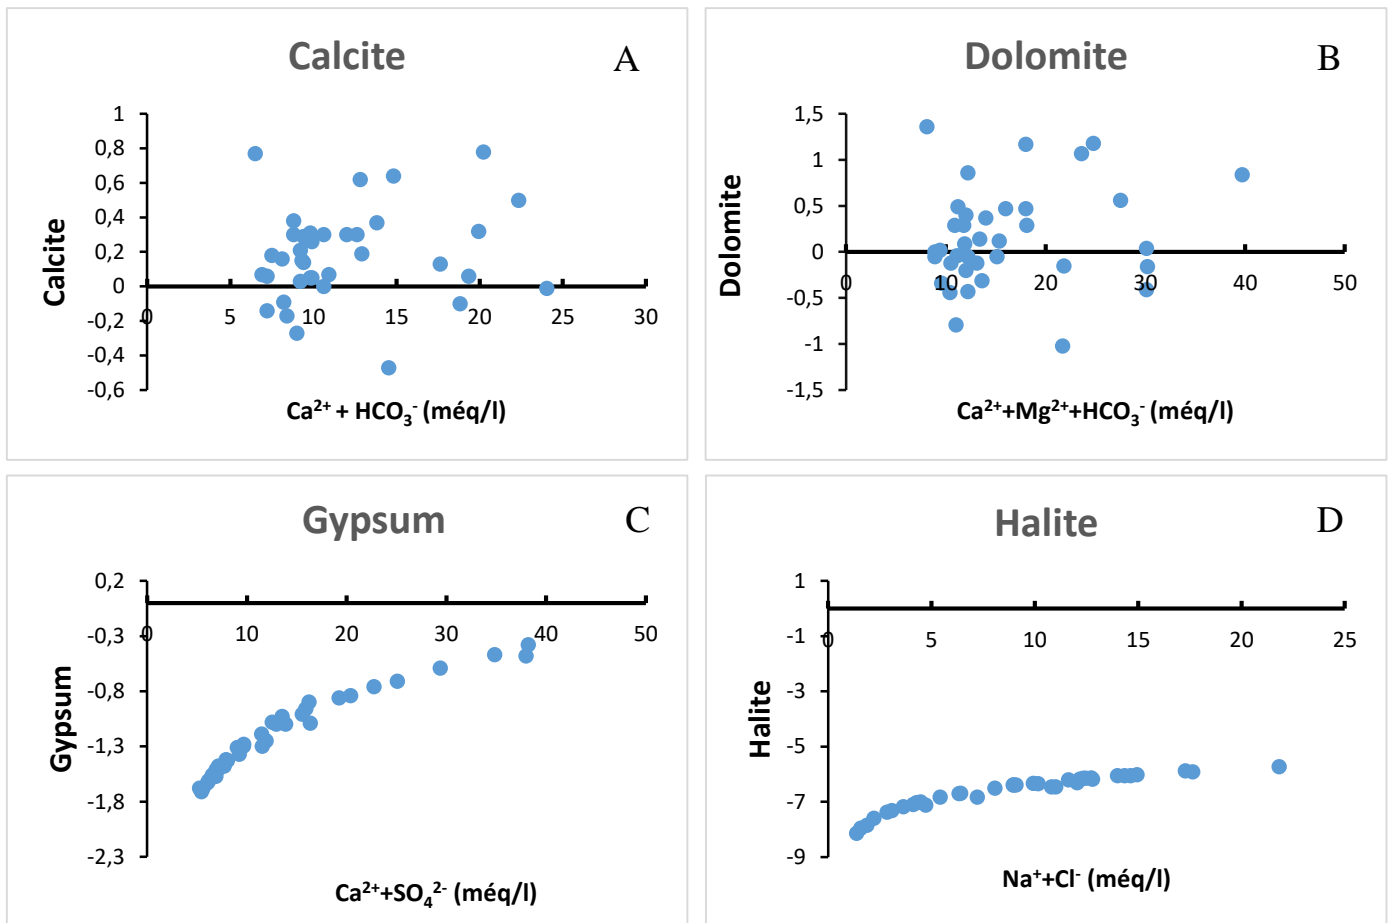 Calcite
A
1
0,8
0,6
0,4
0,2
0
-0,2
-0,4
-0,6
0 5 10 15 20 25 30
Calcite
Ca²⁺ + HCO₃⁻ (méq/l)
Dolomite
B
1,5
1
0,5
0
-0,5
-1
-1,5
0 10 20 30 40 50
Dolomite
Ca²⁺+Mg²⁺+HCO₃⁻ (méq/l)
Gypsum
C
0,2
-0,3
-0,8
-1,3
-1,8
-2,3
0 10 20 30 40 50
Gypsum
Ca²⁺+SO₄²⁻ (méq/l)
Halite
D
1
-1
-3
-5
-7
-9
0 5 10 15 20 25
Halite
Na⁺+Cl⁻ (méq/l)